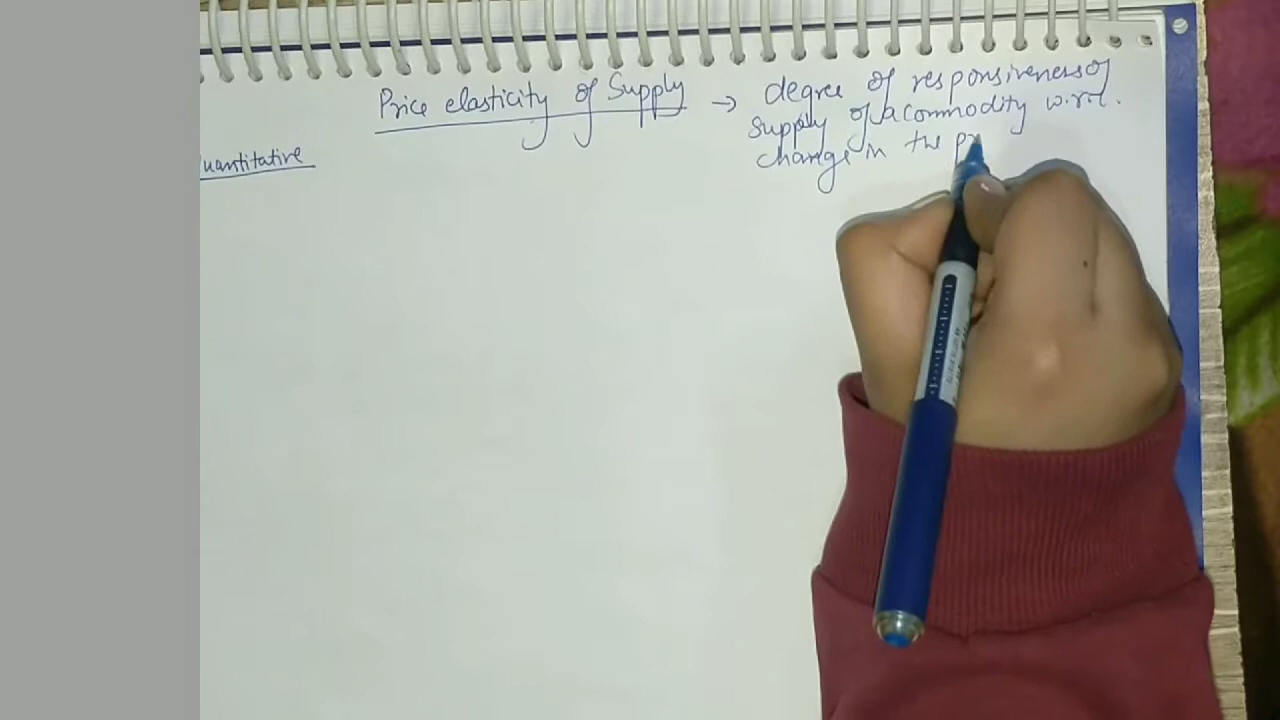 Price elasticity of Supply → degree of responsiveness of
supply of a commodity w.r.t.
change in the
uantitative